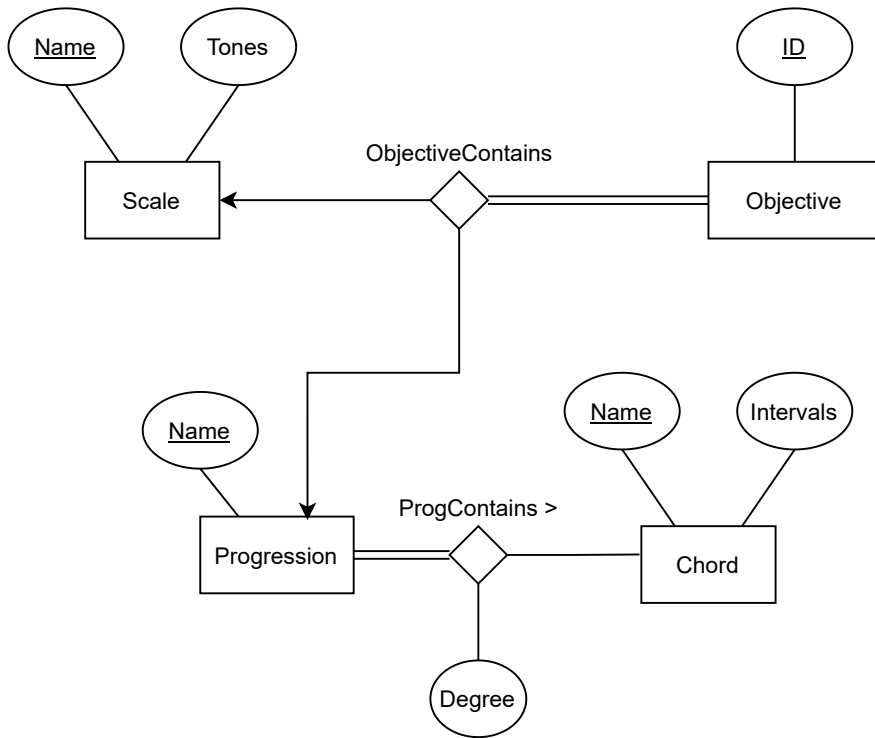 Name
Tones
ID
ObjectiveContains
Scale
Objective
Name
Name
Intervals
ProgContains >
Progression
Chord
Degree